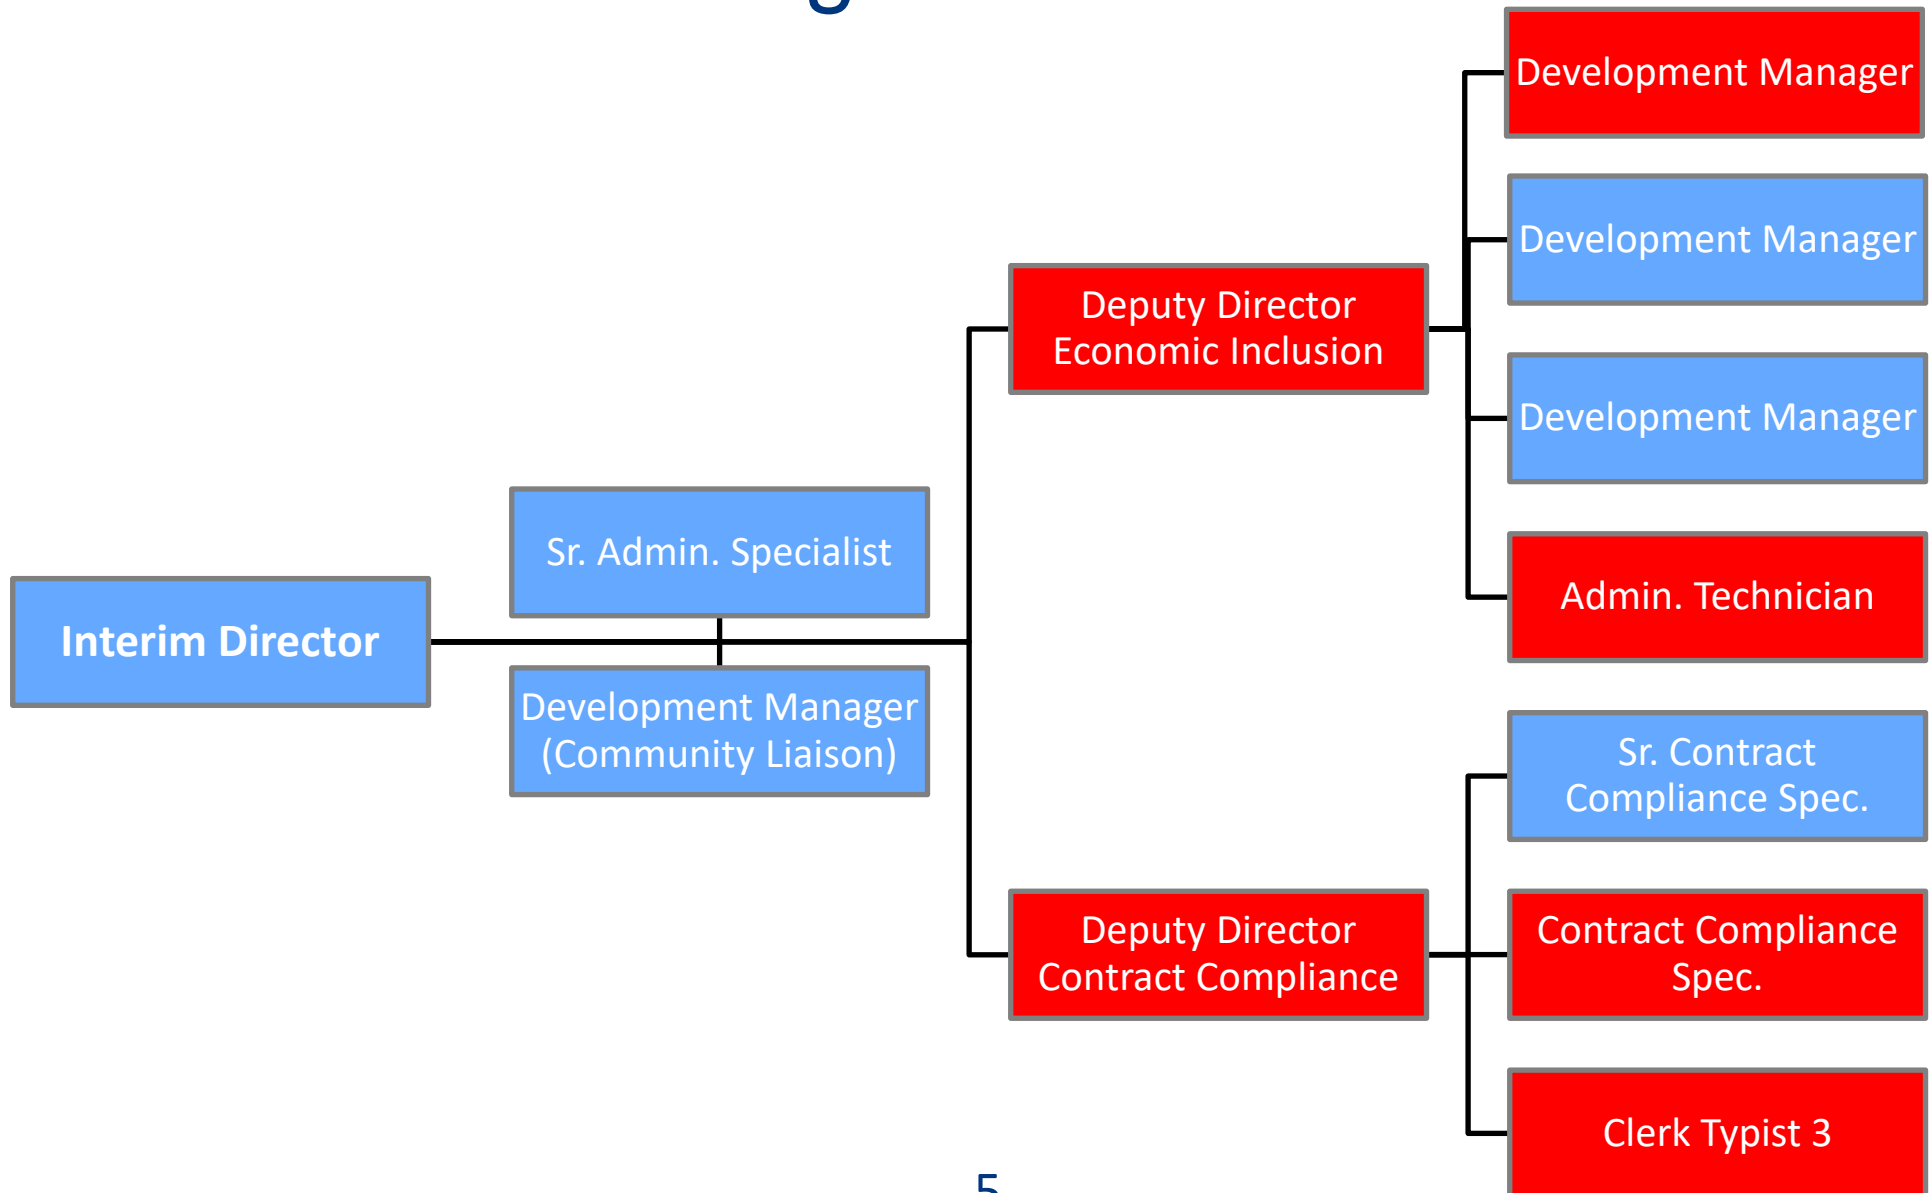 Development Manager
Development Manager
Deputy Director
Economic Inclusion
Development Manager
Sr. Admin. Specialist
Admin. Technician
Interim Director
Development Manager
(Community Liaison)
Sr. Contract
Compliance Spec.
Deputy Director
Contract Compliance
Contract Compliance
Spec.
Clerk Typist 3
5